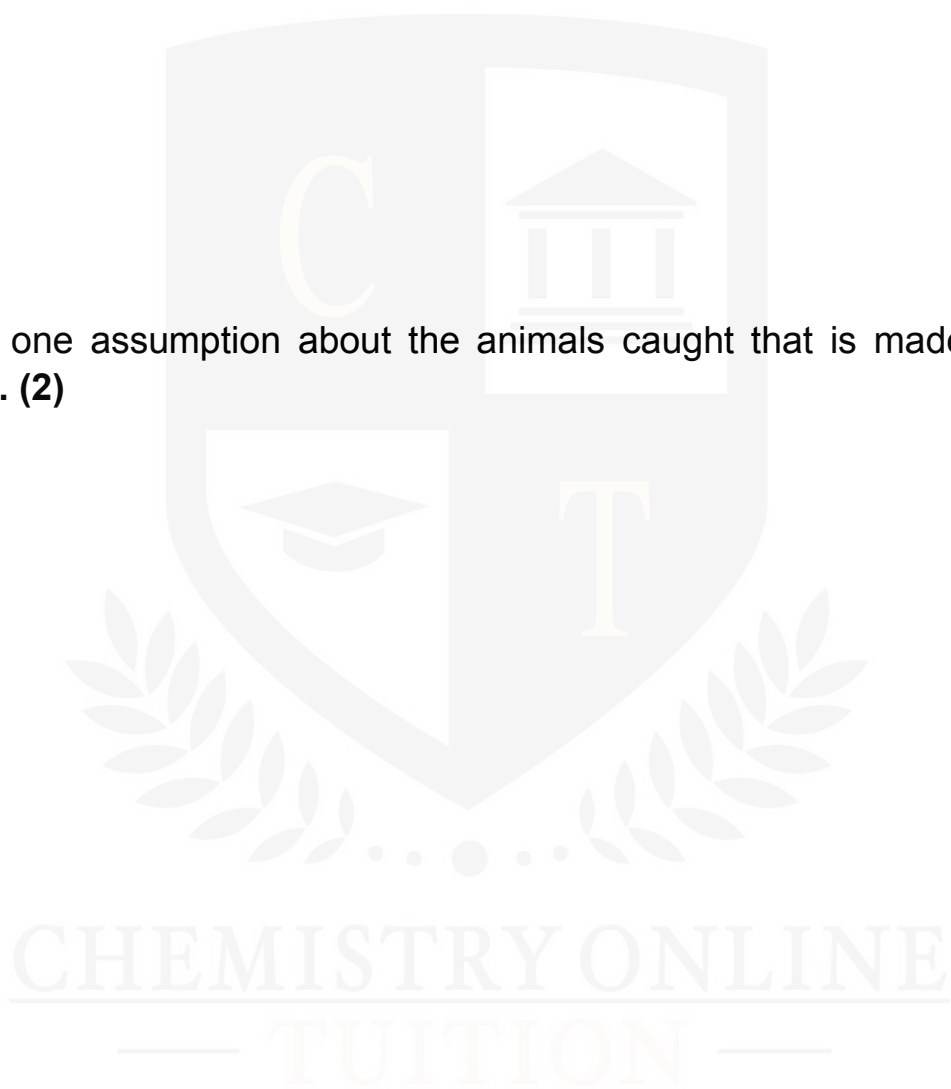 C
T
one assumption about the animals caught that is made
. (2)
CHEMISTRY ONLINE
TUITION